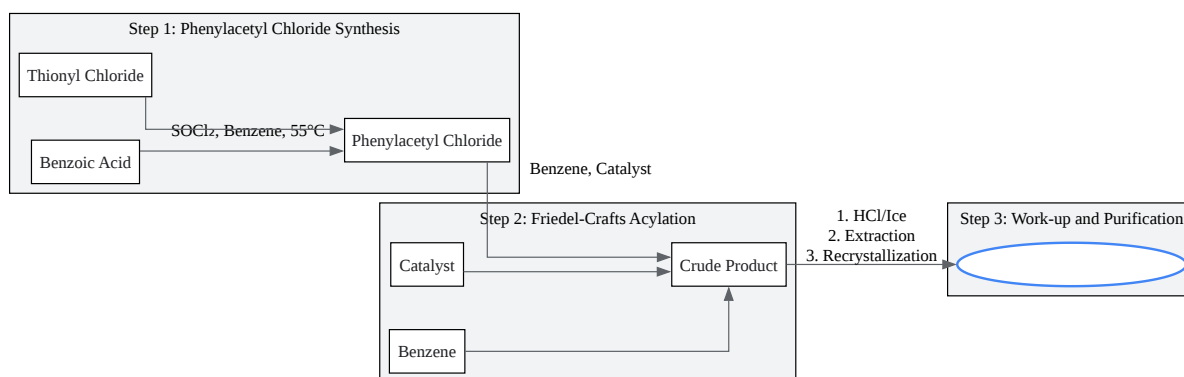 Step 1: Phenylacetyl Chloride Synthesis
Thionyl Chloride
SOCl₂, Benzene, 55°C
Phenylacetyl Chloride
Benzoic Acid
Benzene, Catalyst
Step 2: Friedel-Crafts Acylation
Catalyst
Crude Product
Benzene
1. HCl/Ice
2. Extraction
3. Recrystallization
Step 3: Work-up and Purification